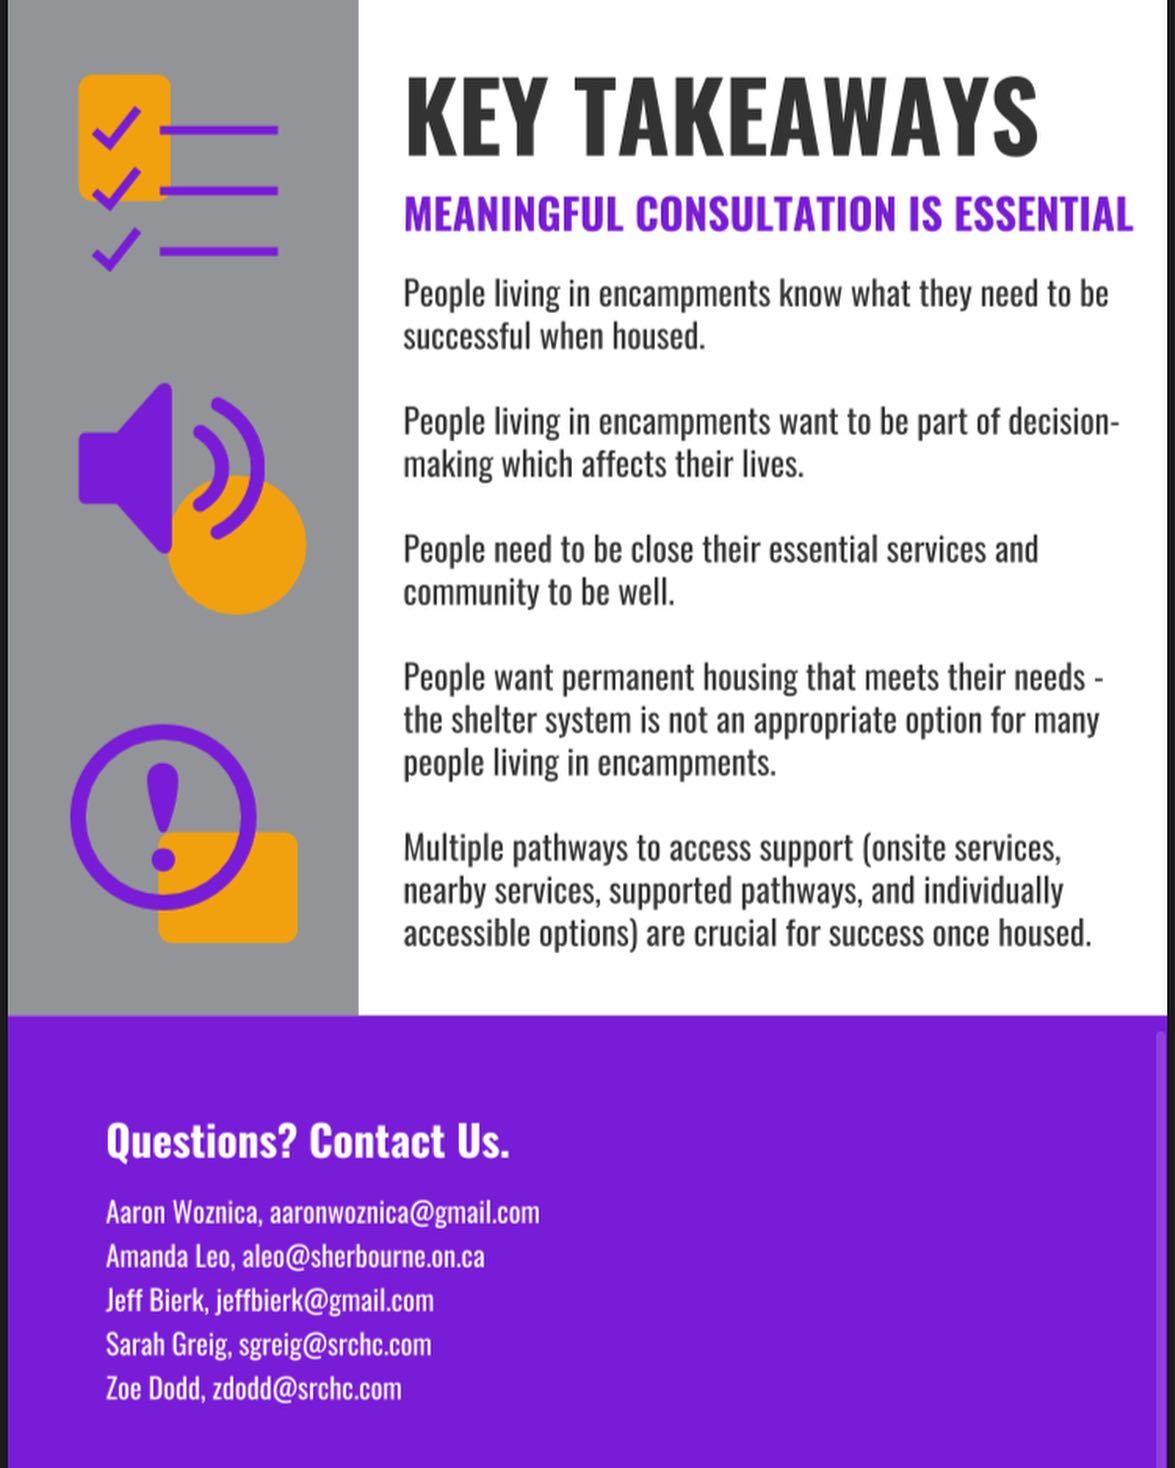 KEY TAKEAWAYS
MEANINGFUL CONSULTATION IS ESSENTIAL
People living in encampments know what they need to be
successful when housed.
People living in encampments want to be part of decision-
making which affects their lives.
People need to be close their essential services and
community to be well.
People want permanent housing that meets their needs -
the shelter system is not an appropriate option for many
people living in encampments.
Multiple pathways to access support (onsite services,
nearby services, supported pathways, and individually
accessible options) are crucial for success once housed.
Questions? Contact Us.
Aaron Woznica, aaronwoznica@gmail.com
Amanda Leo, aleo@sherbourne.on.ca
Jeff Bierk, jeffbierk@gmail.com
Sarah Greig, sgreig@srchc.com
Zoe Dodd, zdodd@srchc.com